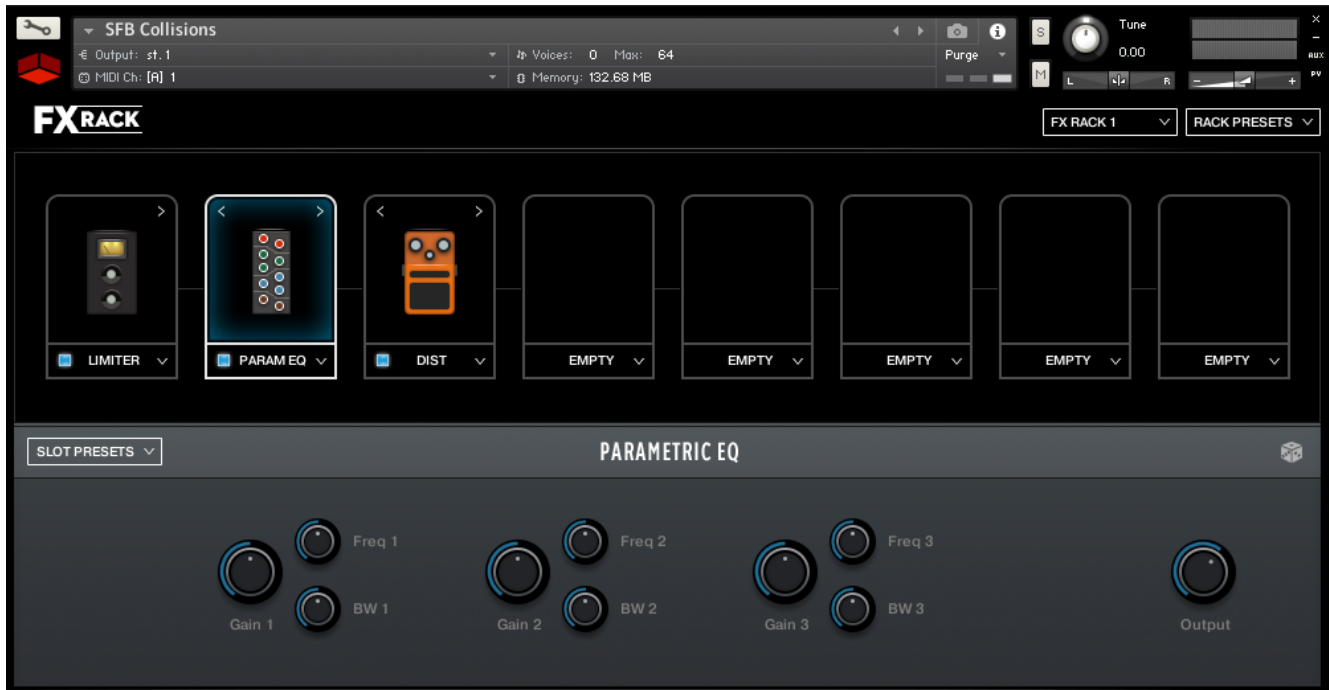 SFB Collisions
S
Tune
0.00
×
–
AUX
PV
Output: st.1
Voices: 0 Max: 64
Purge
MIDI Ch: [A] 1
Memory: 132.68 MB
M
L
R
– +
FX RACK
FX RACK 1
RACK PRESETS
LIMITER
PARAM EQ
DIST
EMPTY
EMPTY
EMPTY
EMPTY
EMPTY
SLOT PRESETS
PARAMETRIC EQ
Freq 1
Freq 2
Freq 3
BW 1
BW 2
BW 3
Gain 1
Gain 2
Gain 3
Output